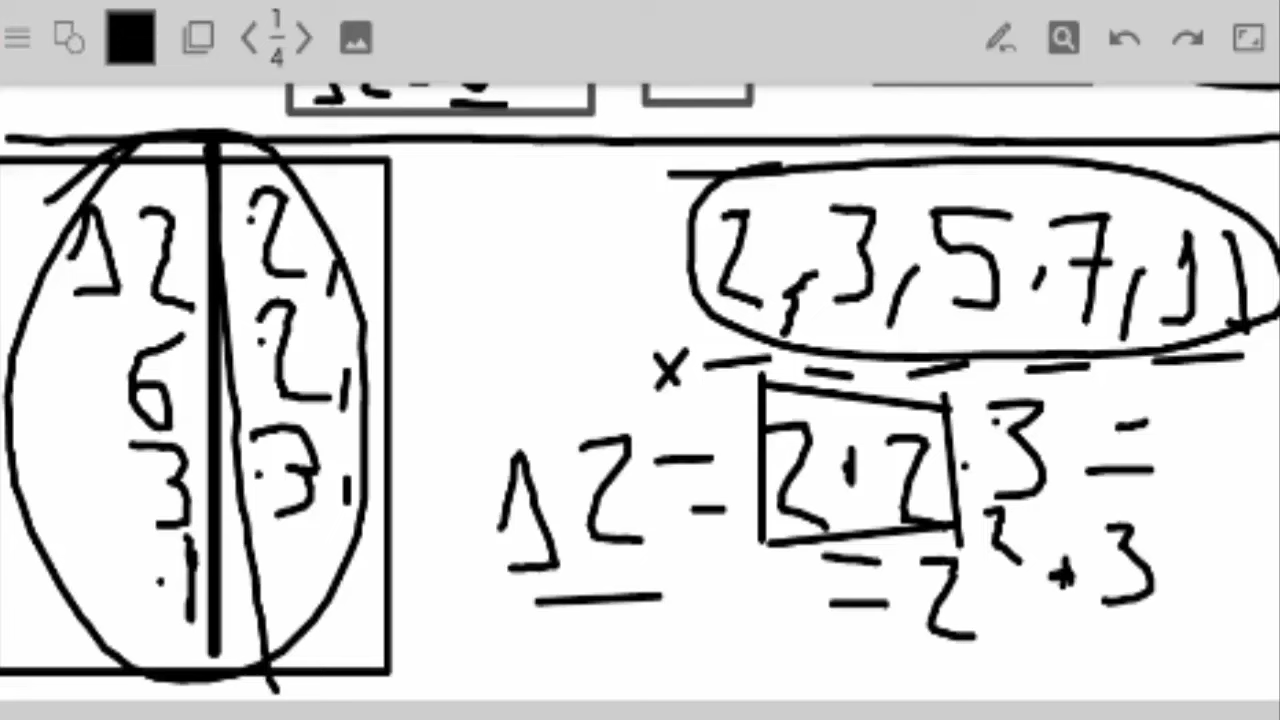 1
4
12 2,
6 2,
3 3,
1
2, 3, 5, 7, 11
12 = 2 · 2 · 3 =
= 2² · 3